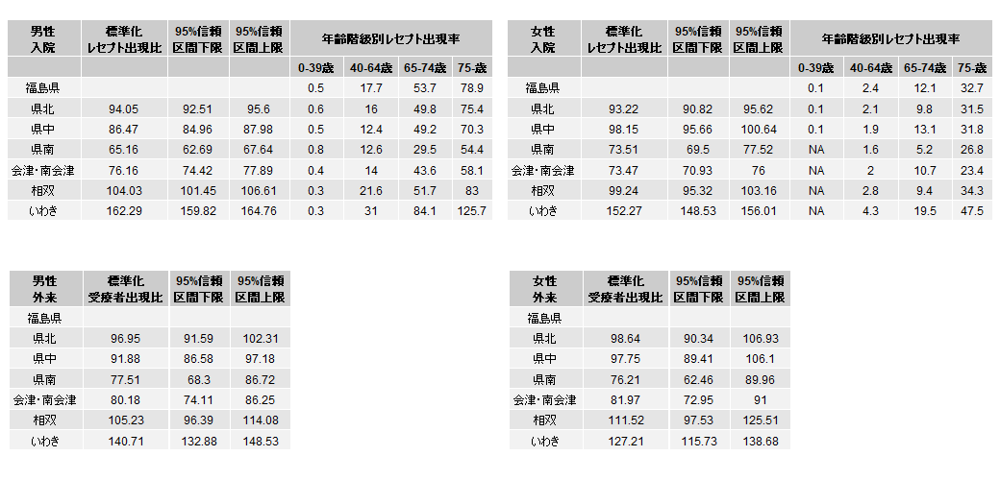 男性 入院 標準化 レセプト出現比 95%信頼 区間下限 95%信頼 区間上限 年齢階級別レセプト出現率
0-39歳 40-64歳 65-74歳 75-歳
福島県 0.5 17.7 53.7 78.9
県北 94.05 92.51 95.6 0.6 16 49.8 75.4
県中 86.47 84.96 87.98 0.5 12.4 49.2 70.3
県南 65.16 62.69 67.64 0.8 12.6 29.5 54.4
会津・南会津 76.16 74.42 77.89 0.4 14 43.6 58.1
相双 104.03 101.45 106.61 0.3 21.6 51.7 83
いわき 162.29 159.82 164.76 0.3 31 84.1 125.7
女性 入院 標準化 レセプト出現比 95%信頼 区間下限 95%信頼 区間上限 年齢階級別レセプト出現率
0-39歳 40-64歳 65-74歳 75-歳
福島県 0.1 2.4 12.1 32.7
県北 93.22 90.82 95.62 0.1 2.1 9.8 31.5
県中 98.15 95.66 100.64 0.1 1.9 13.1 31.8
県南 73.51 69.5 77.52 NA 1.6 5.2 26.8
会津・南会津 73.47 70.93 76 NA 2 10.7 23.4
相双 99.24 95.32 103.16 NA 2.8 9.4 34.3
いわき 152.27 148.53 156.01 NA 4.3 19.5 47.5
男性 外来 標準化 受療者出現比 95%信頼 区間下限 95%信頼 区間上限
福島県
県北 96.95 91.59 102.31
県中 91.88 86.58 97.18
県南 77.51 68.3 86.72
会津・南会津 80.18 74.11 86.25
相双 105.23 96.39 114.08
いわき 140.71 132.88 148.53
女性 外来 標準化 受療者出現比 95%信頼 区間下限 95%信頼 区間上限
福島県
県北 98.64 90.34 106.93
県中 97.75 89.41 106.1
県南 76.21 62.46 89.96
会津・南会津 81.97 72.95 91
相双 111.52 97.53 125.51
いわき 127.21 115.73 138.68